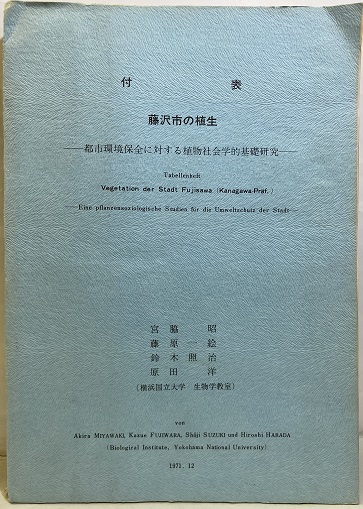 付 表
藤沢市の植生
――都市環境保全に対する植物社会学的基礎研究――
Tabellenheft
Vegetation der Stadt Fujisawa (Kanagawa-Präf.)
—Eine pflanzensoziologische Studien für die Umweltschutz der Stadt—
宮 脇 昭
藤 原 一 絵
鈴 木 照 治
原 田 洋
(横浜国立大学 生物学教室)
von
Akira MIYAWAKI, Kazue FUJIWARA, Shôji SUZUKI und Hiroshi HARADA
(Biological Institute, Yokohama National University)
1971. 12